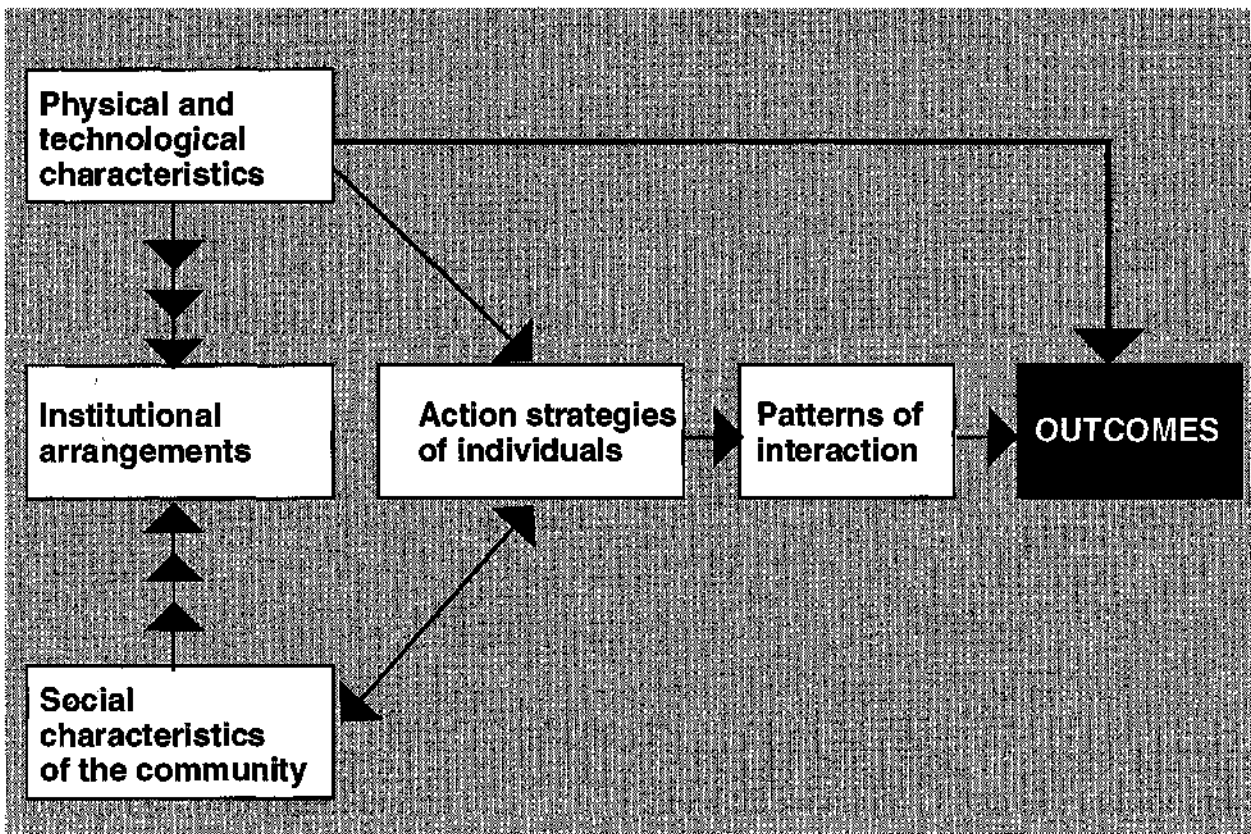 Physical and
technological
characteristics
Institutional
arrangements
Action strategies
of individuals
Patterns of
interaction
OUTCOMES
Social
characteristics
of the community